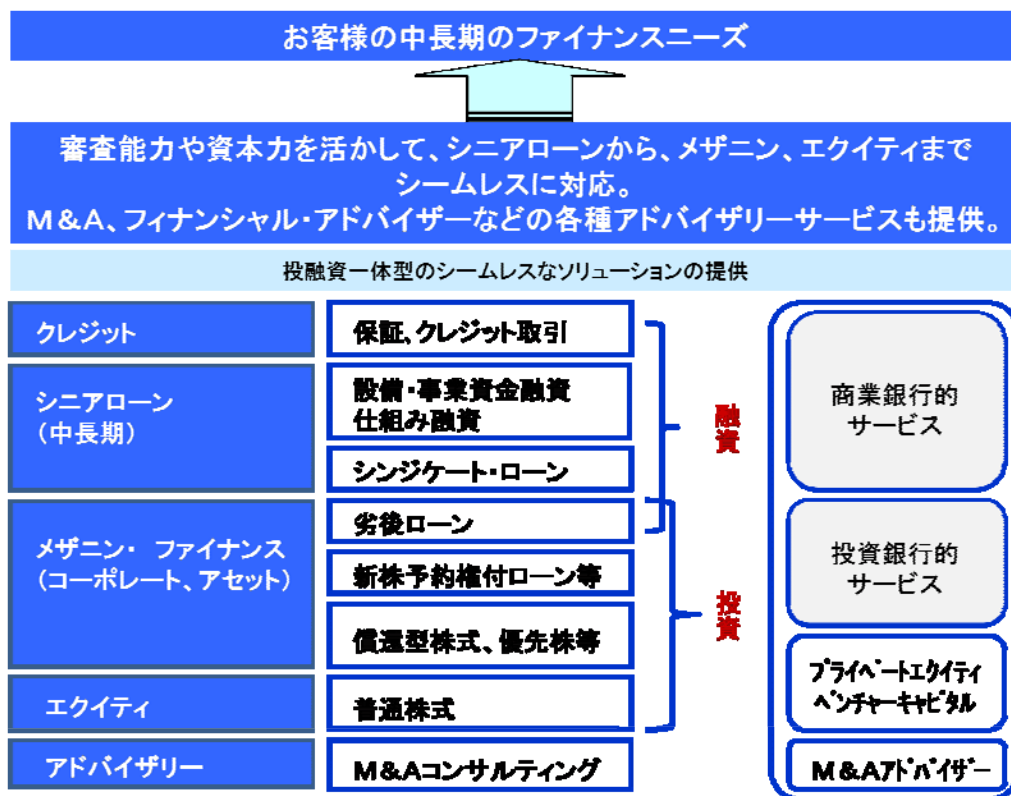 お客様の中長期のファイナンスニーズ
審査能力や資本力を活かして、シニアローンから、メザニン、エクイティまで
シームレスに対応。
M&A、フィナンシャル・アドバイザーなどの各種アドバイザリーサービスも提供。
投融資一体型のシームレスなソリューションの提供
クレジット
保証、クレジット取引
シニアローン
（中長期）
設備・事業資金融資
仕組み融資
シンジケート・ローン
メザニン・ ファイナンス
（コーポレート、アセット）
劣後ローン
新株予約権付ローン等
償還型株式、優先株等
エクイティ
普通株式
アドバイザリー
M&Aコンサルティング
融資
投資
商業銀行的
サービス
投資銀行的
サービス
プライベートエクイティ
ベンチャーキャピタル
M&Aアドバイザー